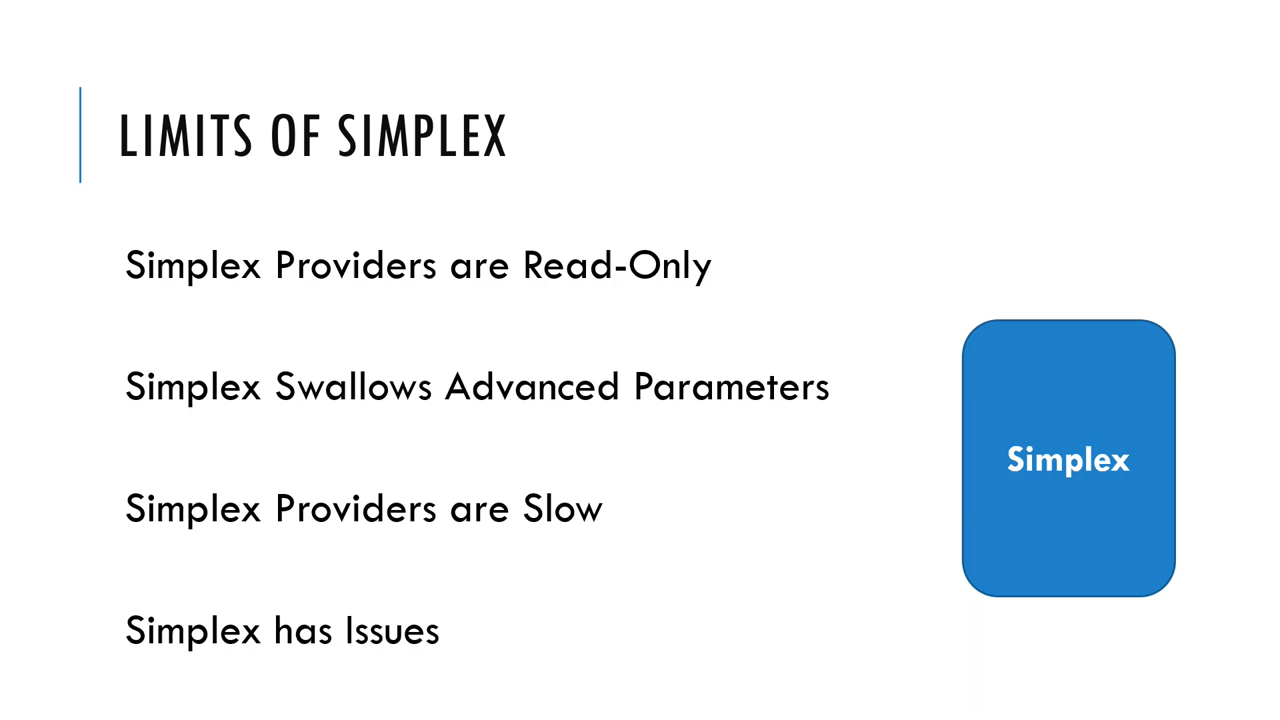 LIMITS OF SIMPLEX
Simplex Providers are Read-Only
Simplex Swallows Advanced Parameters
Simplex Providers are Slow
Simplex has Issues
Simplex